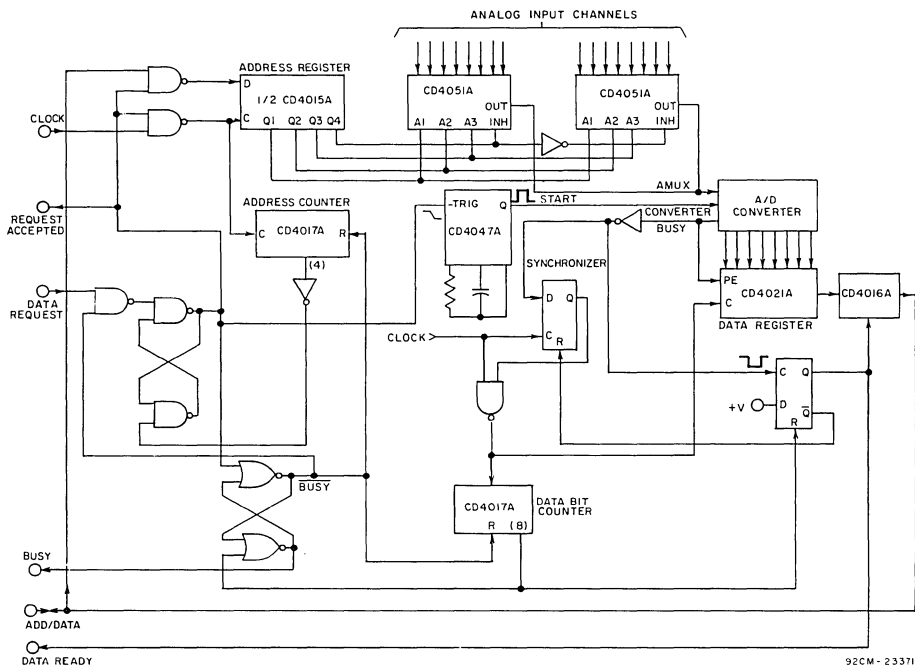 ANALOG INPUT CHANNELS
ADDRESS REGISTER
D
1/2 CD4015A
C Q1 Q2 Q3 Q4
CD4051A
OUT
A1 A2 A3 INH
CD4051A
OUT
A1 A2 A3 INH
CLOCK
REQUEST
ACCEPTED
ADDRESS COUNTER
C CD4017A R
(4)
-TRIG Q
CD4047A
START
AMUX
CONVERTER
BUSY
A/D
CONVERTER
SYNCHRONIZER
D Q
C
R
PE
CD4021A
C
DATA REGISTER
CD4016A
DATA
REQUEST
CLOCK
C Q
+V
D
Q
R
BUSY
CD4017A
R (8)
DATA BIT
COUNTER
BUSY
ADD/DATA
DATA READY
92CM-23371